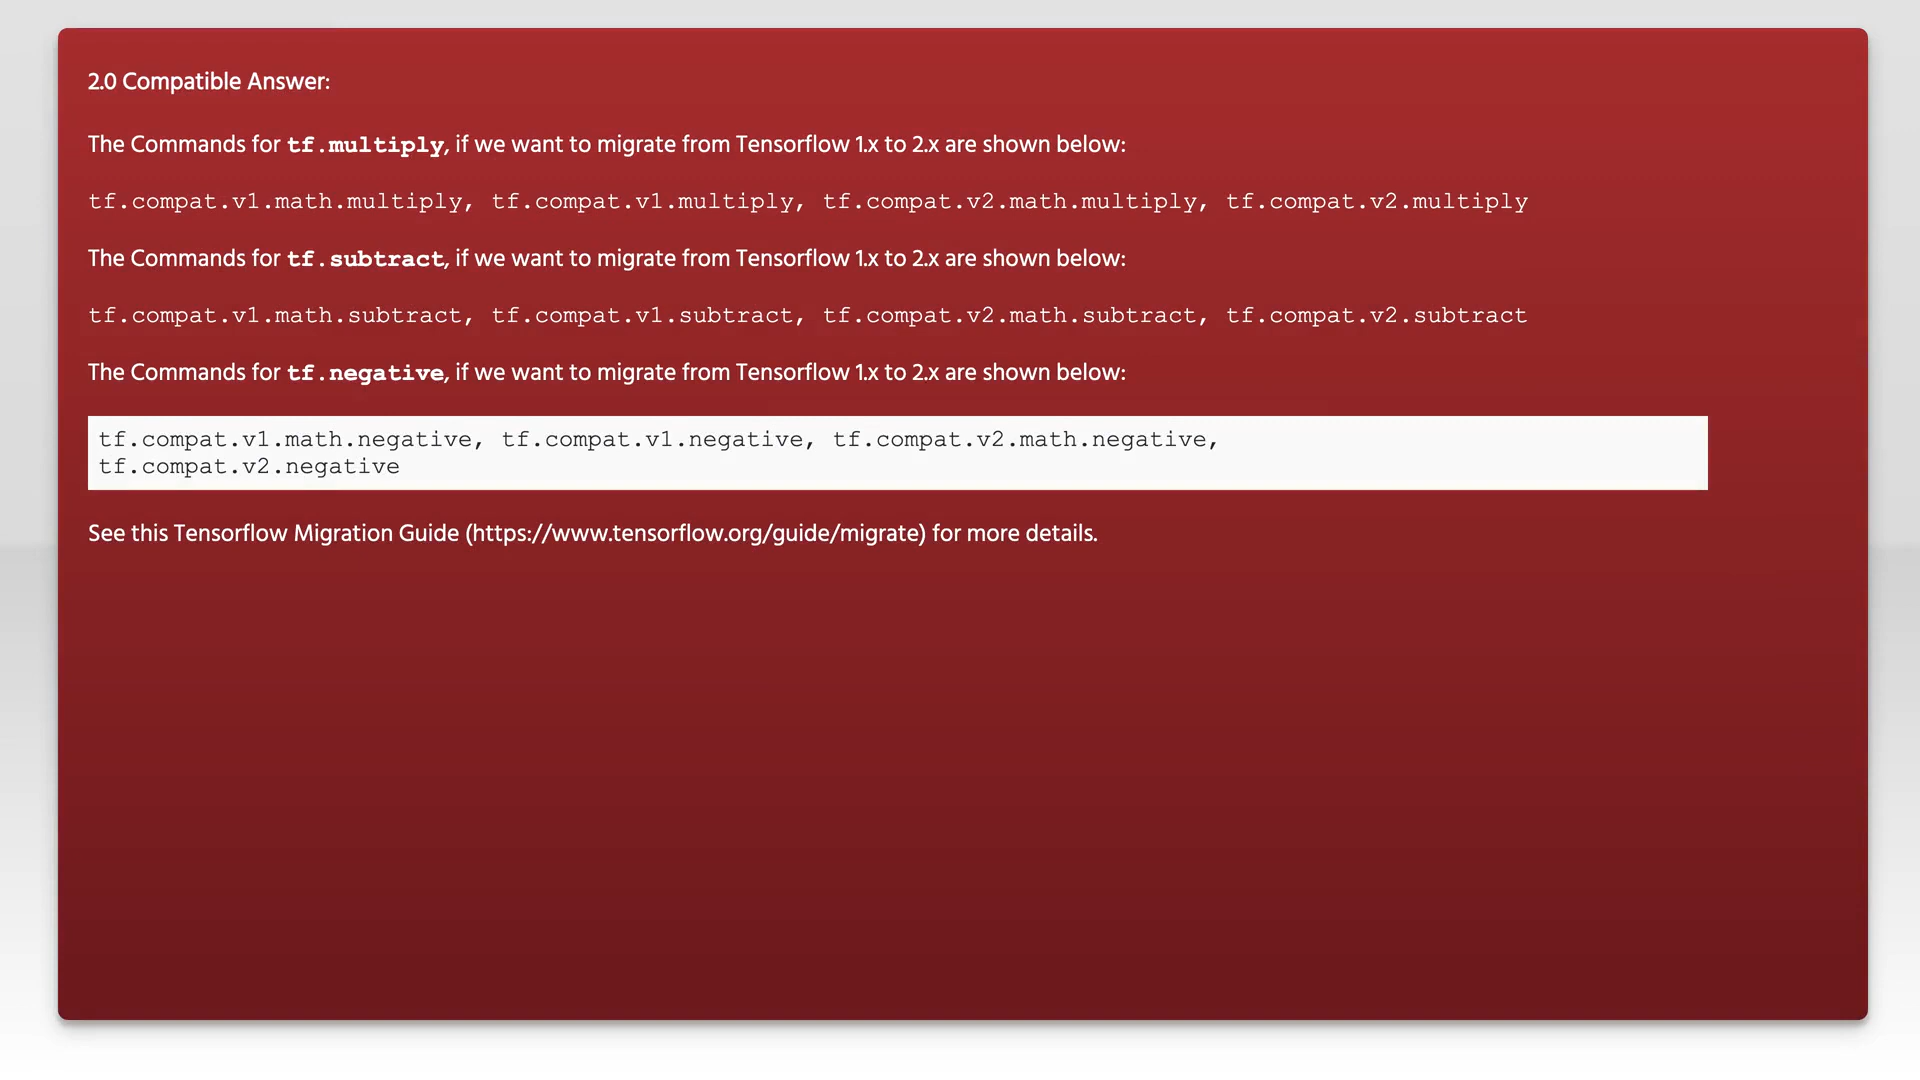 2.0 Compatible Answer:
The Commands for tf.multiply, if we want to migrate from Tensorflow 1.x to 2.x are shown below:
tf.compat.v1.math.multiply, tf.compat.v1.multiply, tf.compat.v2.math.multiply, tf.compat.v2.multiply
The Commands for tf.subtract, if we want to migrate from Tensorflow 1.x to 2.x are shown below:
tf.compat.v1.math.subtract, tf.compat.v1.subtract, tf.compat.v2.math.subtract, tf.compat.v2.subtract
The Commands for tf.negative, if we want to migrate from Tensorflow 1.x to 2.x are shown below:
tf.compat.v1.math.negative, tf.compat.v1.negative, tf.compat.v2.math.negative,
tf.compat.v2.negative
See this Tensorflow Migration Guide (https://www.tensorflow.org/guide/migrate) for more details.